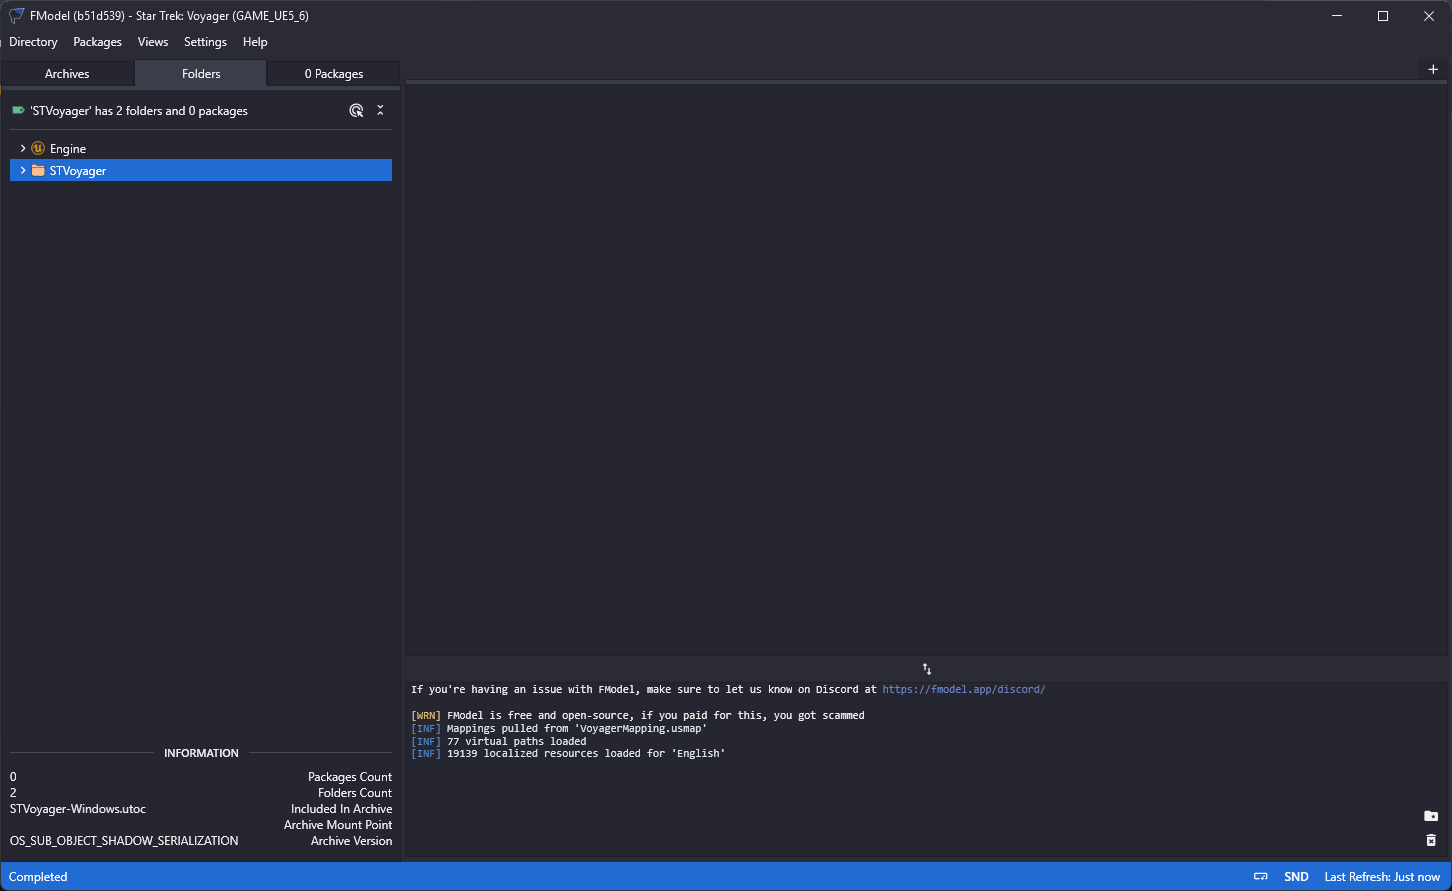 FModel (b51d539) - Star Trek: Voyager (GAME_UE5_6)
Directory Packages Views Settings Help
Archives Folders 0 Packages
'STVoyager' has 2 folders and 0 packages
Engine
STVoyager
If you're having an issue with FModel, make sure to let us know on Discord at https://fmodel.app/discord/
[WRN] FModel is free and open-source, if you paid for this, you got scammed
[INF] Mappings pulled from 'VoyagerMapping.usmap'
[INF] 77 virtual paths loaded
[INF] 19139 localized resources loaded for 'English'
INFORMATION
0 Packages Count
2 Folders Count
STVoyager-Windows.utoc Included In Archive
Archive Mount Point
OS_SUB_OBJECT_SHADOW_SERIALIZATION Archive Version
Completed SND Last Refresh: Just now